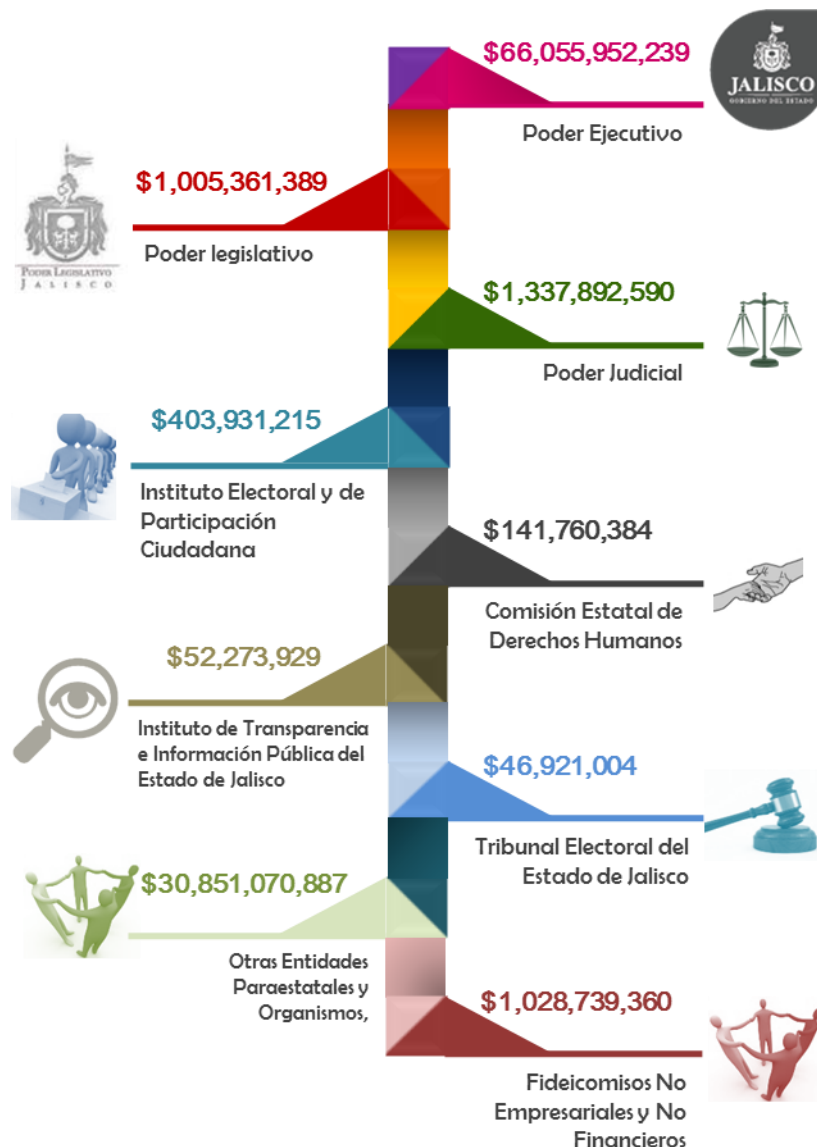 $66,055,952,239
JALISCO
GOBIERNO DEL ESTADO
Poder Ejecutivo
$1,005,361,389
PODER LEGISLATIVO
JALISCO
Poder legislativo
$1,337,892,590
Poder Judicial
$403,931,215
Instituto Electoral y de
Participación
Ciudadana
$141,760,384
Comisión Estatal de
Derechos Humanos
$52,273,929
Instituto de Transparencia
e Información Pública del
Estado de Jalisco
$46,921,004
Tribunal Electoral del
Estado de Jalisco
$30,851,070,887
Otras Entidades
Paraestatales y
Organismos,
$1,028,739,360
Fideicomisos No
Empresariales y No
Financieros